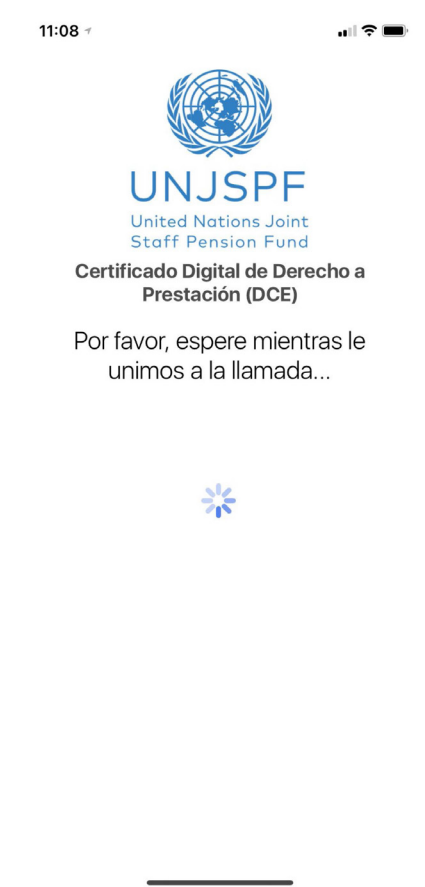 11:08
UNJSPF
United Nations Joint
Staff Pension Fund
Certificado Digital de Derecho a
Prestación (DCE)
Por favor, espere mientras le
unimos a la llamada...